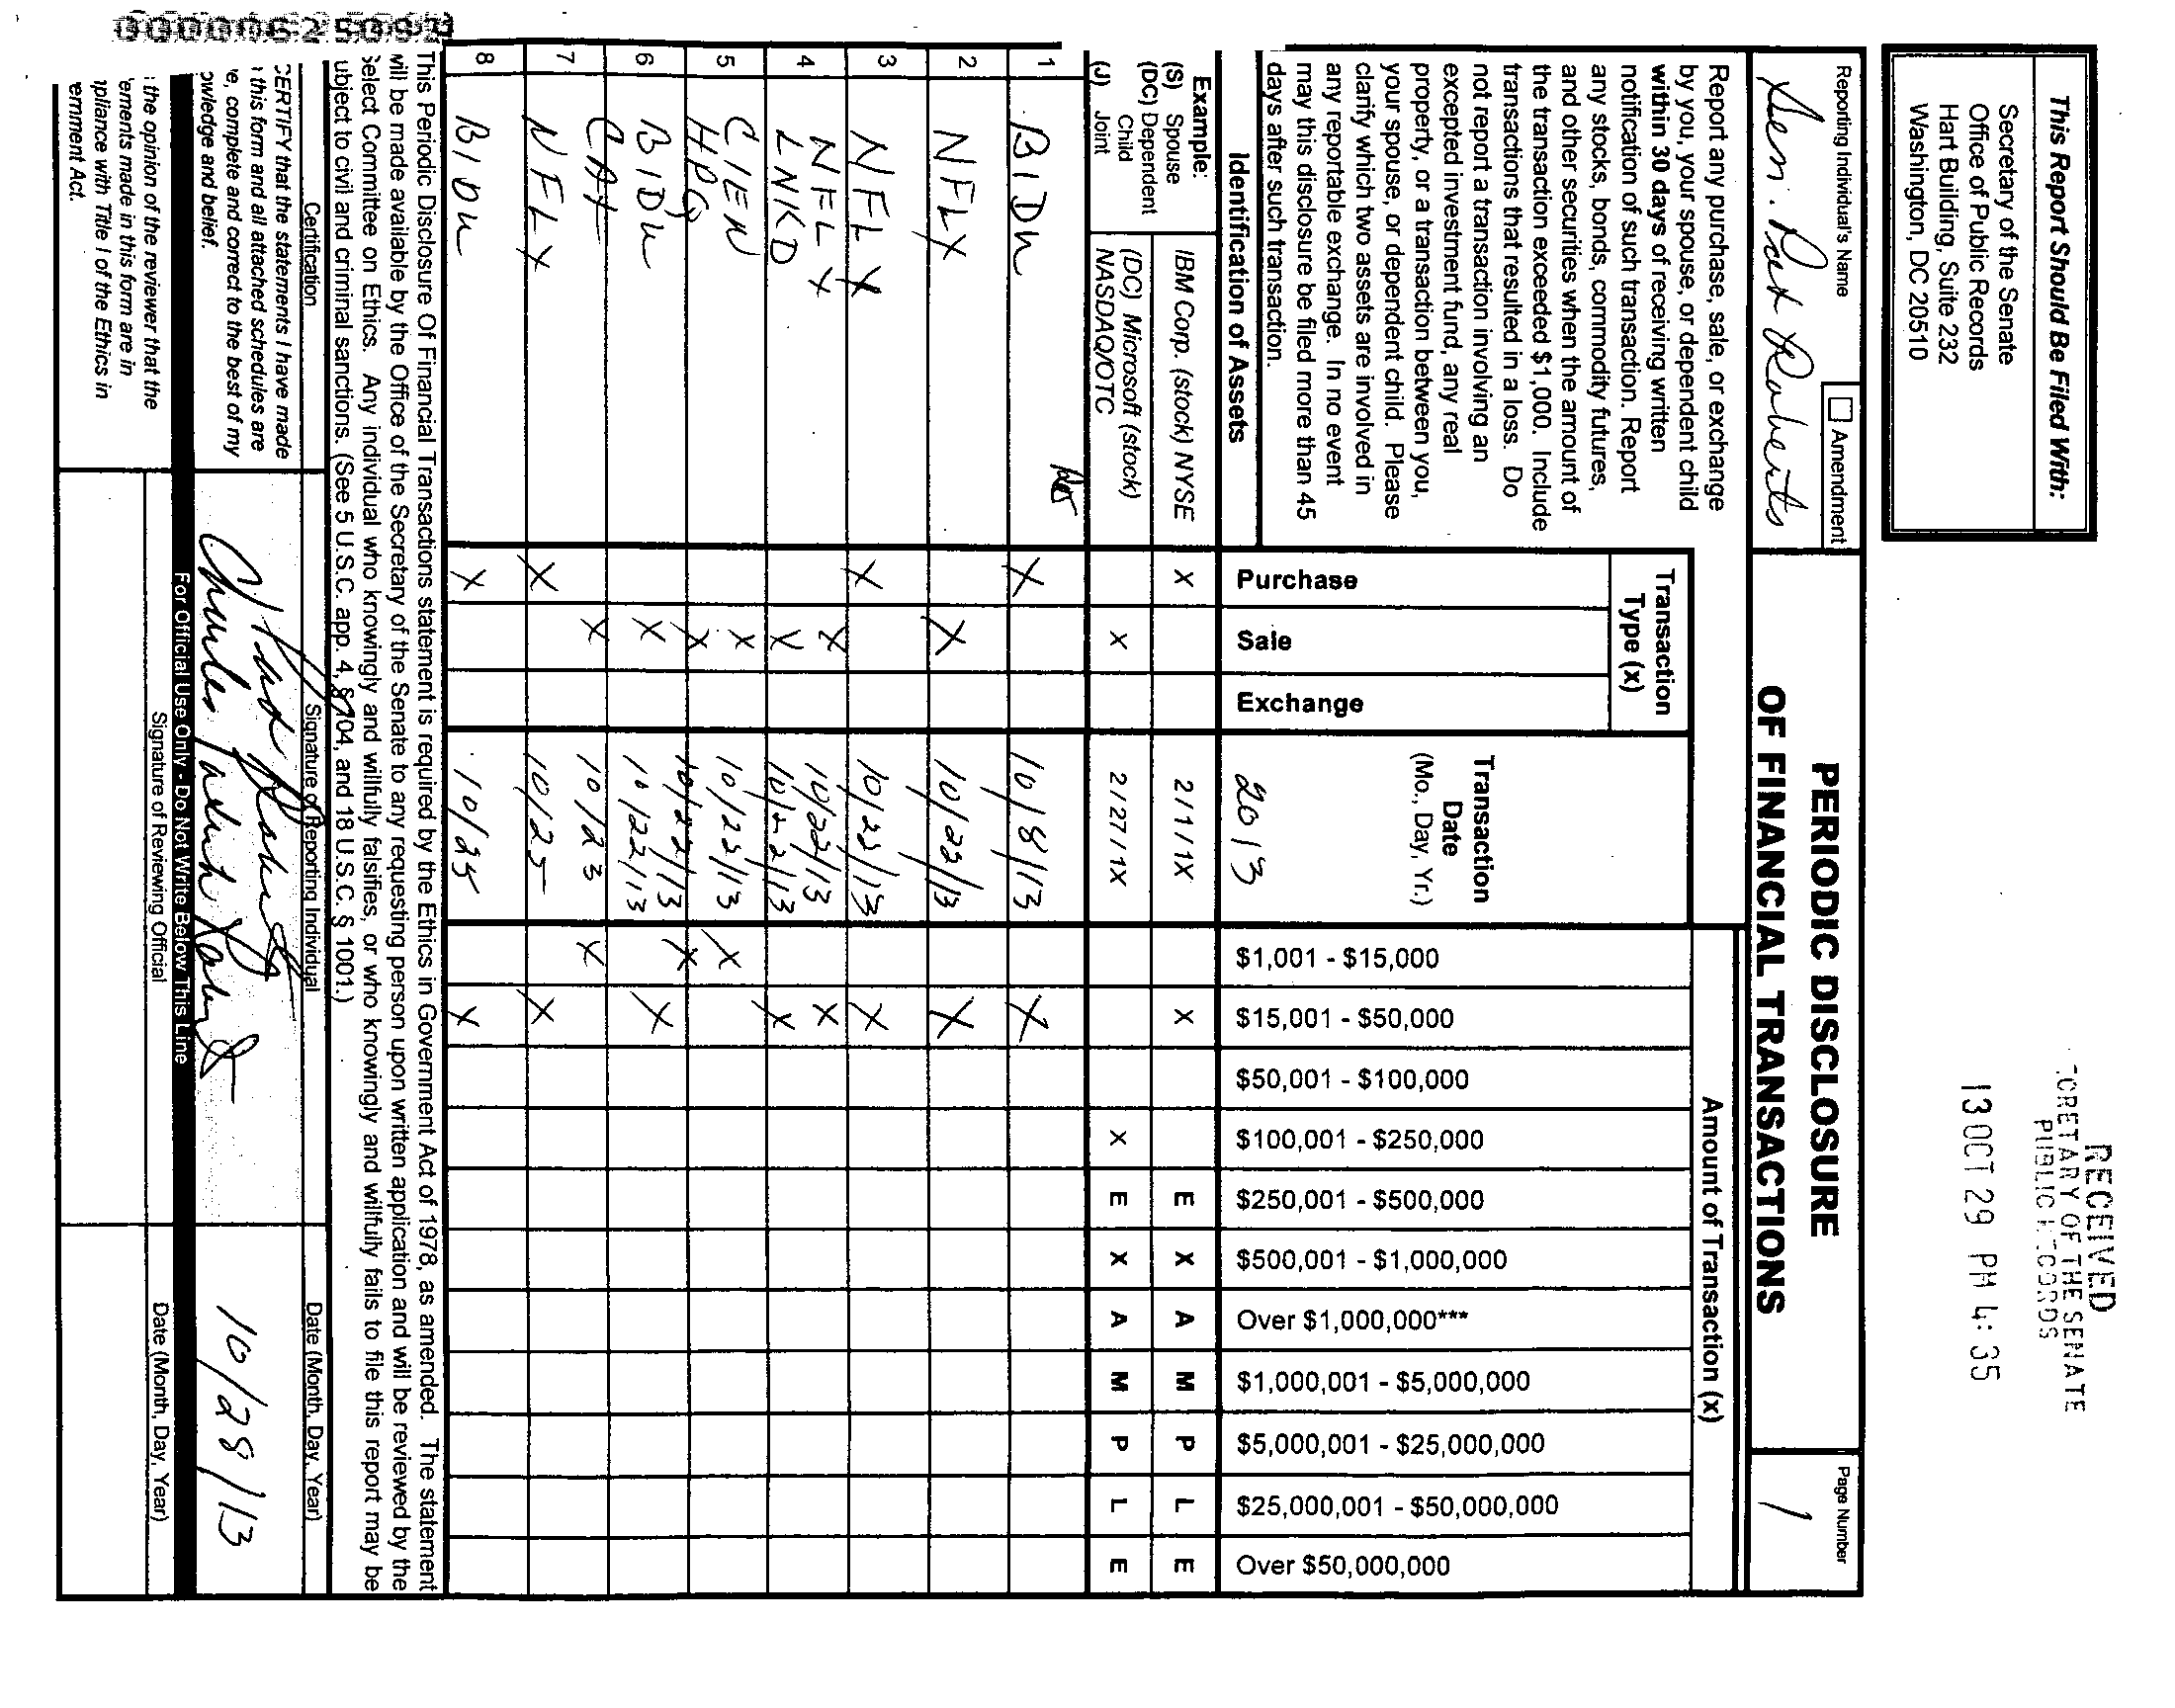 This Report Should Be Filed With:
Secretary of the Senate
Office of Public Records
Hart Building, Suite 232
Washington, DC 20510
RECEIVED
CRETARY OF THE SENATE
PUBLIC
13 OCT 29 PM 4:35
Reporting Individual's Name
Sen. Pat Roberts
Amendment
PERIODIC DISCLOSURE
OF FINANCIAL TRANSACTIONS
Page Number
1
Report any purchase, sale, or exchange
by you, your spouse, or dependent child
within 30 days of receiving written
notification of such transaction. Report
any stocks, bonds, commodity futures,
and other securities when the amount of
the transaction exceeded $1,000. Include
transactions that resulted in a loss. Do
not report a transaction involving an
excepted investment fund, any real
property, or a transaction between you,
your spouse, or dependent child. Please
clarify which two assets are involved in
any reportable exchange. In no event
may this disclosure be filed more than 45
days after such transaction.
Identification of Assets
Transaction
Type (x)
Purchase
Sale
Exchange
Transaction
Date
(Mo., Day, Yr.)
2013
Amount of Transaction (x)
$1,001 - $15,000
$15,001 - $50,000
$50,001 - $100,000
$100,001 - $250,000
$250,001 - $500,000
$500,001 - $1,000,000
Over $1,000,000***
$1,000,001 - $5,000,000
$5,000,001 - $25,000,000
$25,000,001 - $50,000,000
Over $50,000,000
Example:
(S) Spouse
(DC) Dependent
Child
(J) Joint
IBM Corp. (stock) NYSE X 2/1/1X X E X A M P L E
(DC) Microsoft (stock)
NASDAQ/OTC X 2/27/1X X E X A M P L E
1 BIDU X 10/18/13 X
2 NFLX X 10/22/13 X
3 NFLX X 10/22/13 X
NFLX X 10/22/13 X
4 LNKD X 10/22/13 X
5 CIEN X 10/22/13 X
HPQ X 10/22/13 X
6 BIDU X 10/22/13 X
CAT X 10/23 X
7 NFLX X 10/25 X
8 BIDU X 10/25 X
This Periodic Disclosure Of Financial Transactions statement is required by the Ethics in Government Act of 1978, as amended. The statement
will be made available by the Office of the Secretary of the Senate to any requesting person upon written application and will be reviewed by the
Select Committee on Ethics. Any individual who knowingly and willfully falsifies, or who knowingly and willfully fails to file this report may be
ubject to civil and criminal sanctions. (See 5 U.S.C. app. 4, § 104, and 18 U.S.C. § 1001.)
Certification
Signature of Reporting Individual
Date (Month, Day, Year)
CERTIFY that the statements I have made
this form and all attached schedules are
e, complete and correct to the best of my
owledge and belief.
Pat Roberts
Charles Patrick Roberts
10/28/13
For Official Use Only - Do Not Write Below This Line
the opinion of the reviewer that the
ements made in this form are in
pliance with Title I of the Ethics in
ernment Act.
Signature of Reviewing Official
Date (Month, Day, Year)